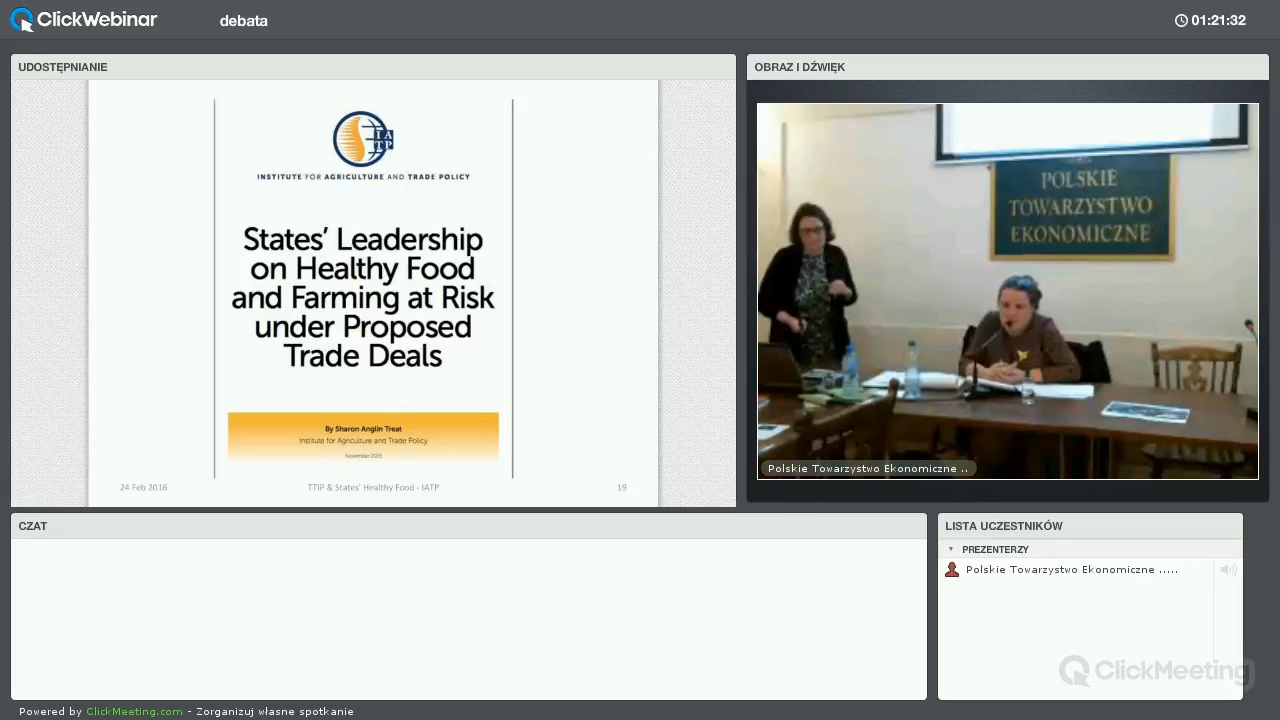 ClickWebinar
debata
01:21:32
UDOSTĘPNIANIE
IATP
INSTITUTE FOR AGRICULTURE AND TRADE POLICY
States’ Leadership
on Healthy Food
and Farming at Risk
under Proposed
Trade Deals
By Sharon Anglin Treat
Institute for Agriculture and Trade Policy
November 2015
24 Feb 2016
TTIP & States’ Healthy Food - IATP
19
OBRAZ I DŹWIĘK
POLSKIE
TOWARZYSTWO
EKONOMICZNE
Polskie Towarzystwo Ekonomiczne ..
CZAT
LISTA UCZESTNIKÓW
PREZENTERZY
Polskie Towarzystwo Ekonomiczne .....
ClickMeeting
Powered by ClickMeeting.com - Zorganizuj własne spotkanie